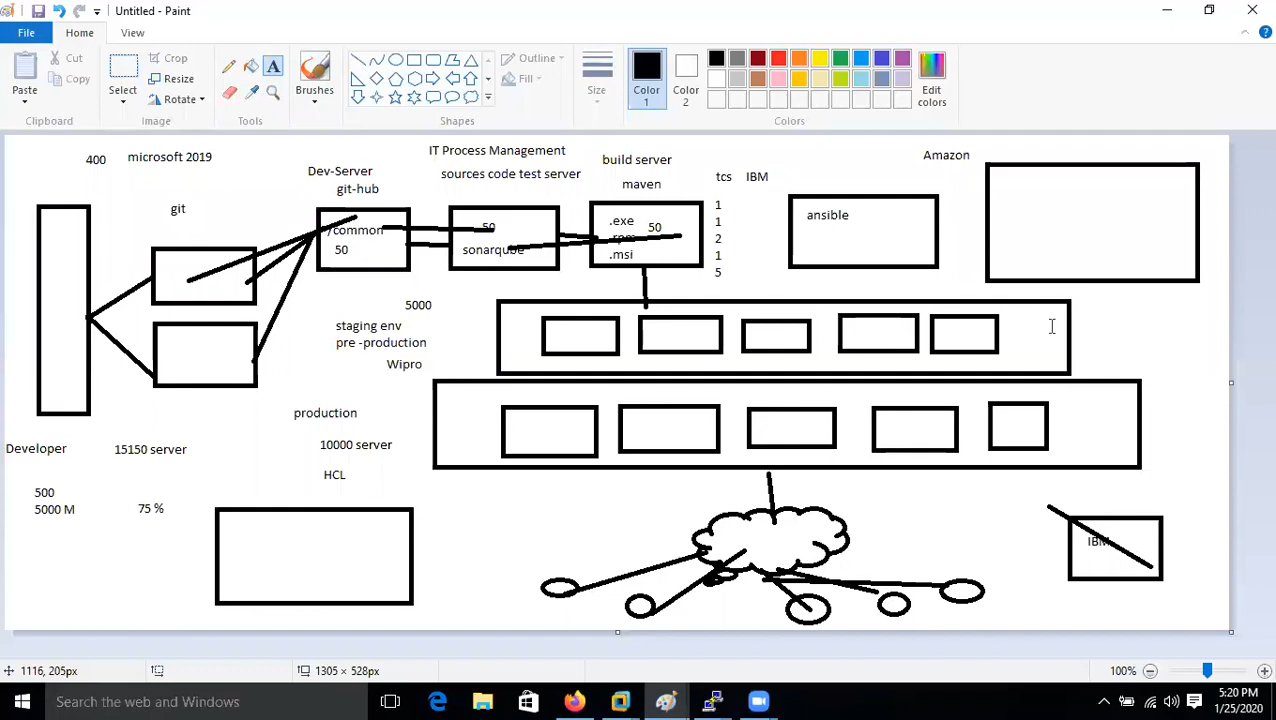 Untitled - Paint
File
Home
View
Paste
Cut
Copy
Clipboard
Select
Crop
Resize
Rotate
Image
Tools
Brushes
Shapes
Outline
Fill
Size
Color 1
Color 2
Edit colors
Colors
400
microsoft 2019
IT Process Management
build server
Amazon
Dev-Server
sources code test server
git-hub
maven
tcs
IBM
git
/common
50
50
sonarqube
.exe
50
.rpm
.msi
1
1
2
1
5
ansible
5000
staging env
pre -production
Wipro
production
10000 server
HCL
Developer
15150 server
500
5000 M
75 %
IBM
1116, 205px
1305 × 528px
100%
Search the web and Windows
5:20 PM
1/25/2020